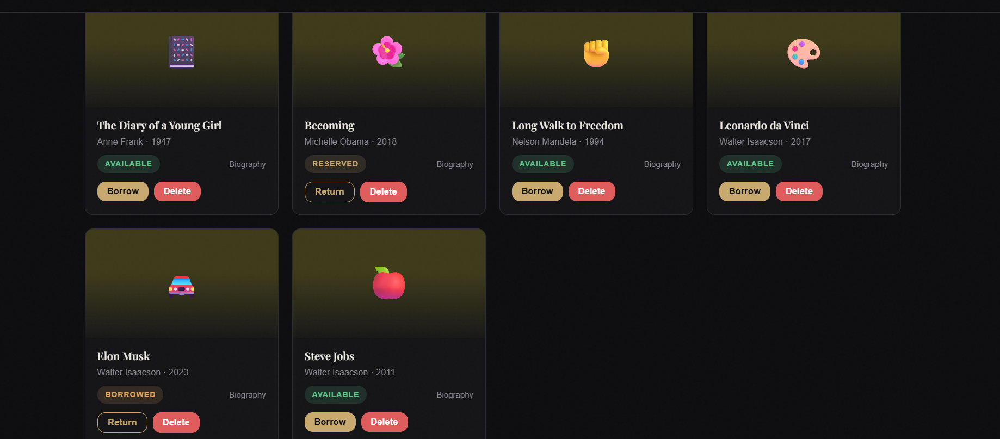 The Diary of a Young Girl
Anne Frank · 1947
AVAILABLE Biography
Borrow Delete
Becoming
Michelle Obama · 2018
RESERVED Biography
Return Delete
Long Walk to Freedom
Nelson Mandela · 1994
AVAILABLE Biography
Borrow Delete
Leonardo da Vinci
Walter Isaacson · 2017
AVAILABLE Biography
Borrow Delete
Elon Musk
Walter Isaacson · 2023
BORROWED Biography
Return Delete
Steve Jobs
Walter Isaacson · 2011
AVAILABLE Biography
Borrow Delete